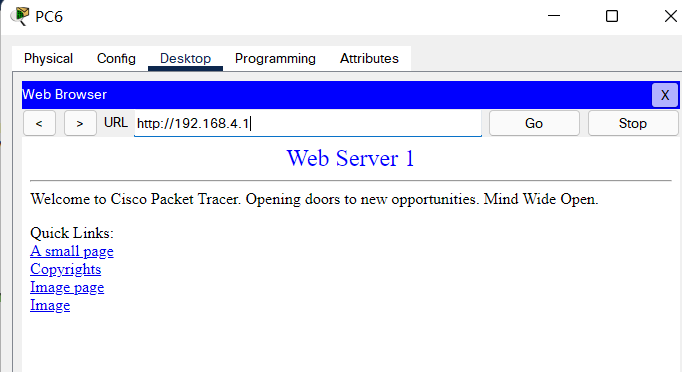 PC6
Physical Config Desktop Programming Attributes
Web Browser X
< > URL http://192.168.4.1 Go Stop
Web Server 1
Welcome to Cisco Packet Tracer. Opening doors to new opportunities. Mind Wide Open.
Quick Links:
A small page
Copyrights
Image page
Image